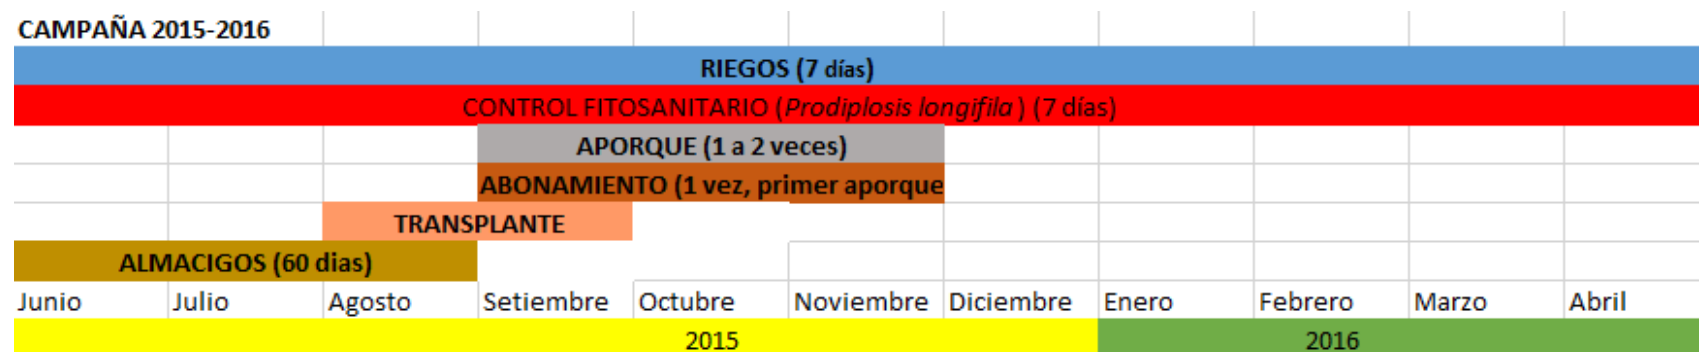 CAMPAÑA 2015-2016
RIEGOS (7 días)
CONTROL FITOSANITARIO (Prodiplosis longifila) (7 días)
APORQUE (1 a 2 veces)
ABONAMIENTO (1 vez, primer aporque
TRANSPLANTE
ALMACIGOS (60 dias)
Junio Julio Agosto Setiembre Octubre Noviembre Diciembre Enero Febrero Marzo Abril
2015 2016